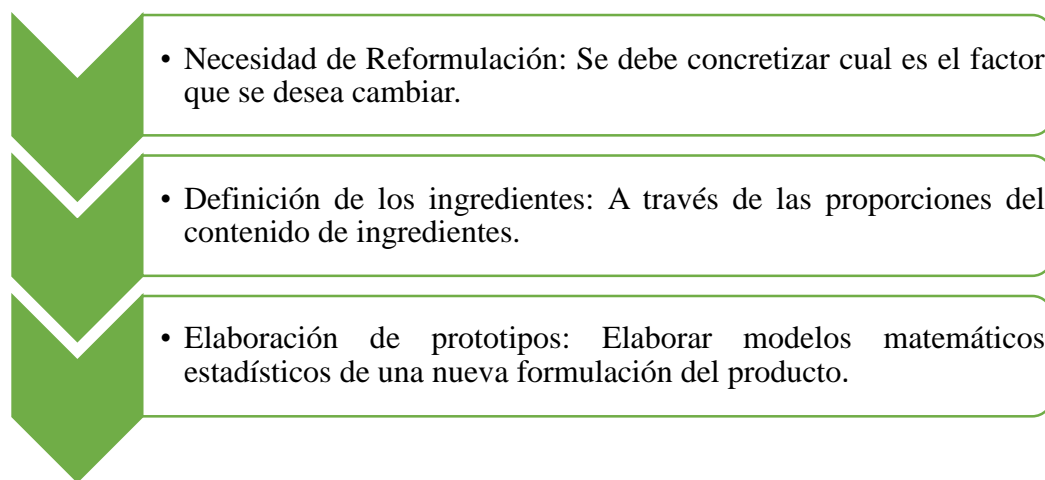 • Necesidad de Reformulación: Se debe concretizar cual es el factor
que se desea cambiar.
• Definición de los ingredientes: A través de las proporciones del
contenido de ingredientes.
• Elaboración de prototipos: Elaborar modelos matemáticos
estadísticos de una nueva formulación del producto.